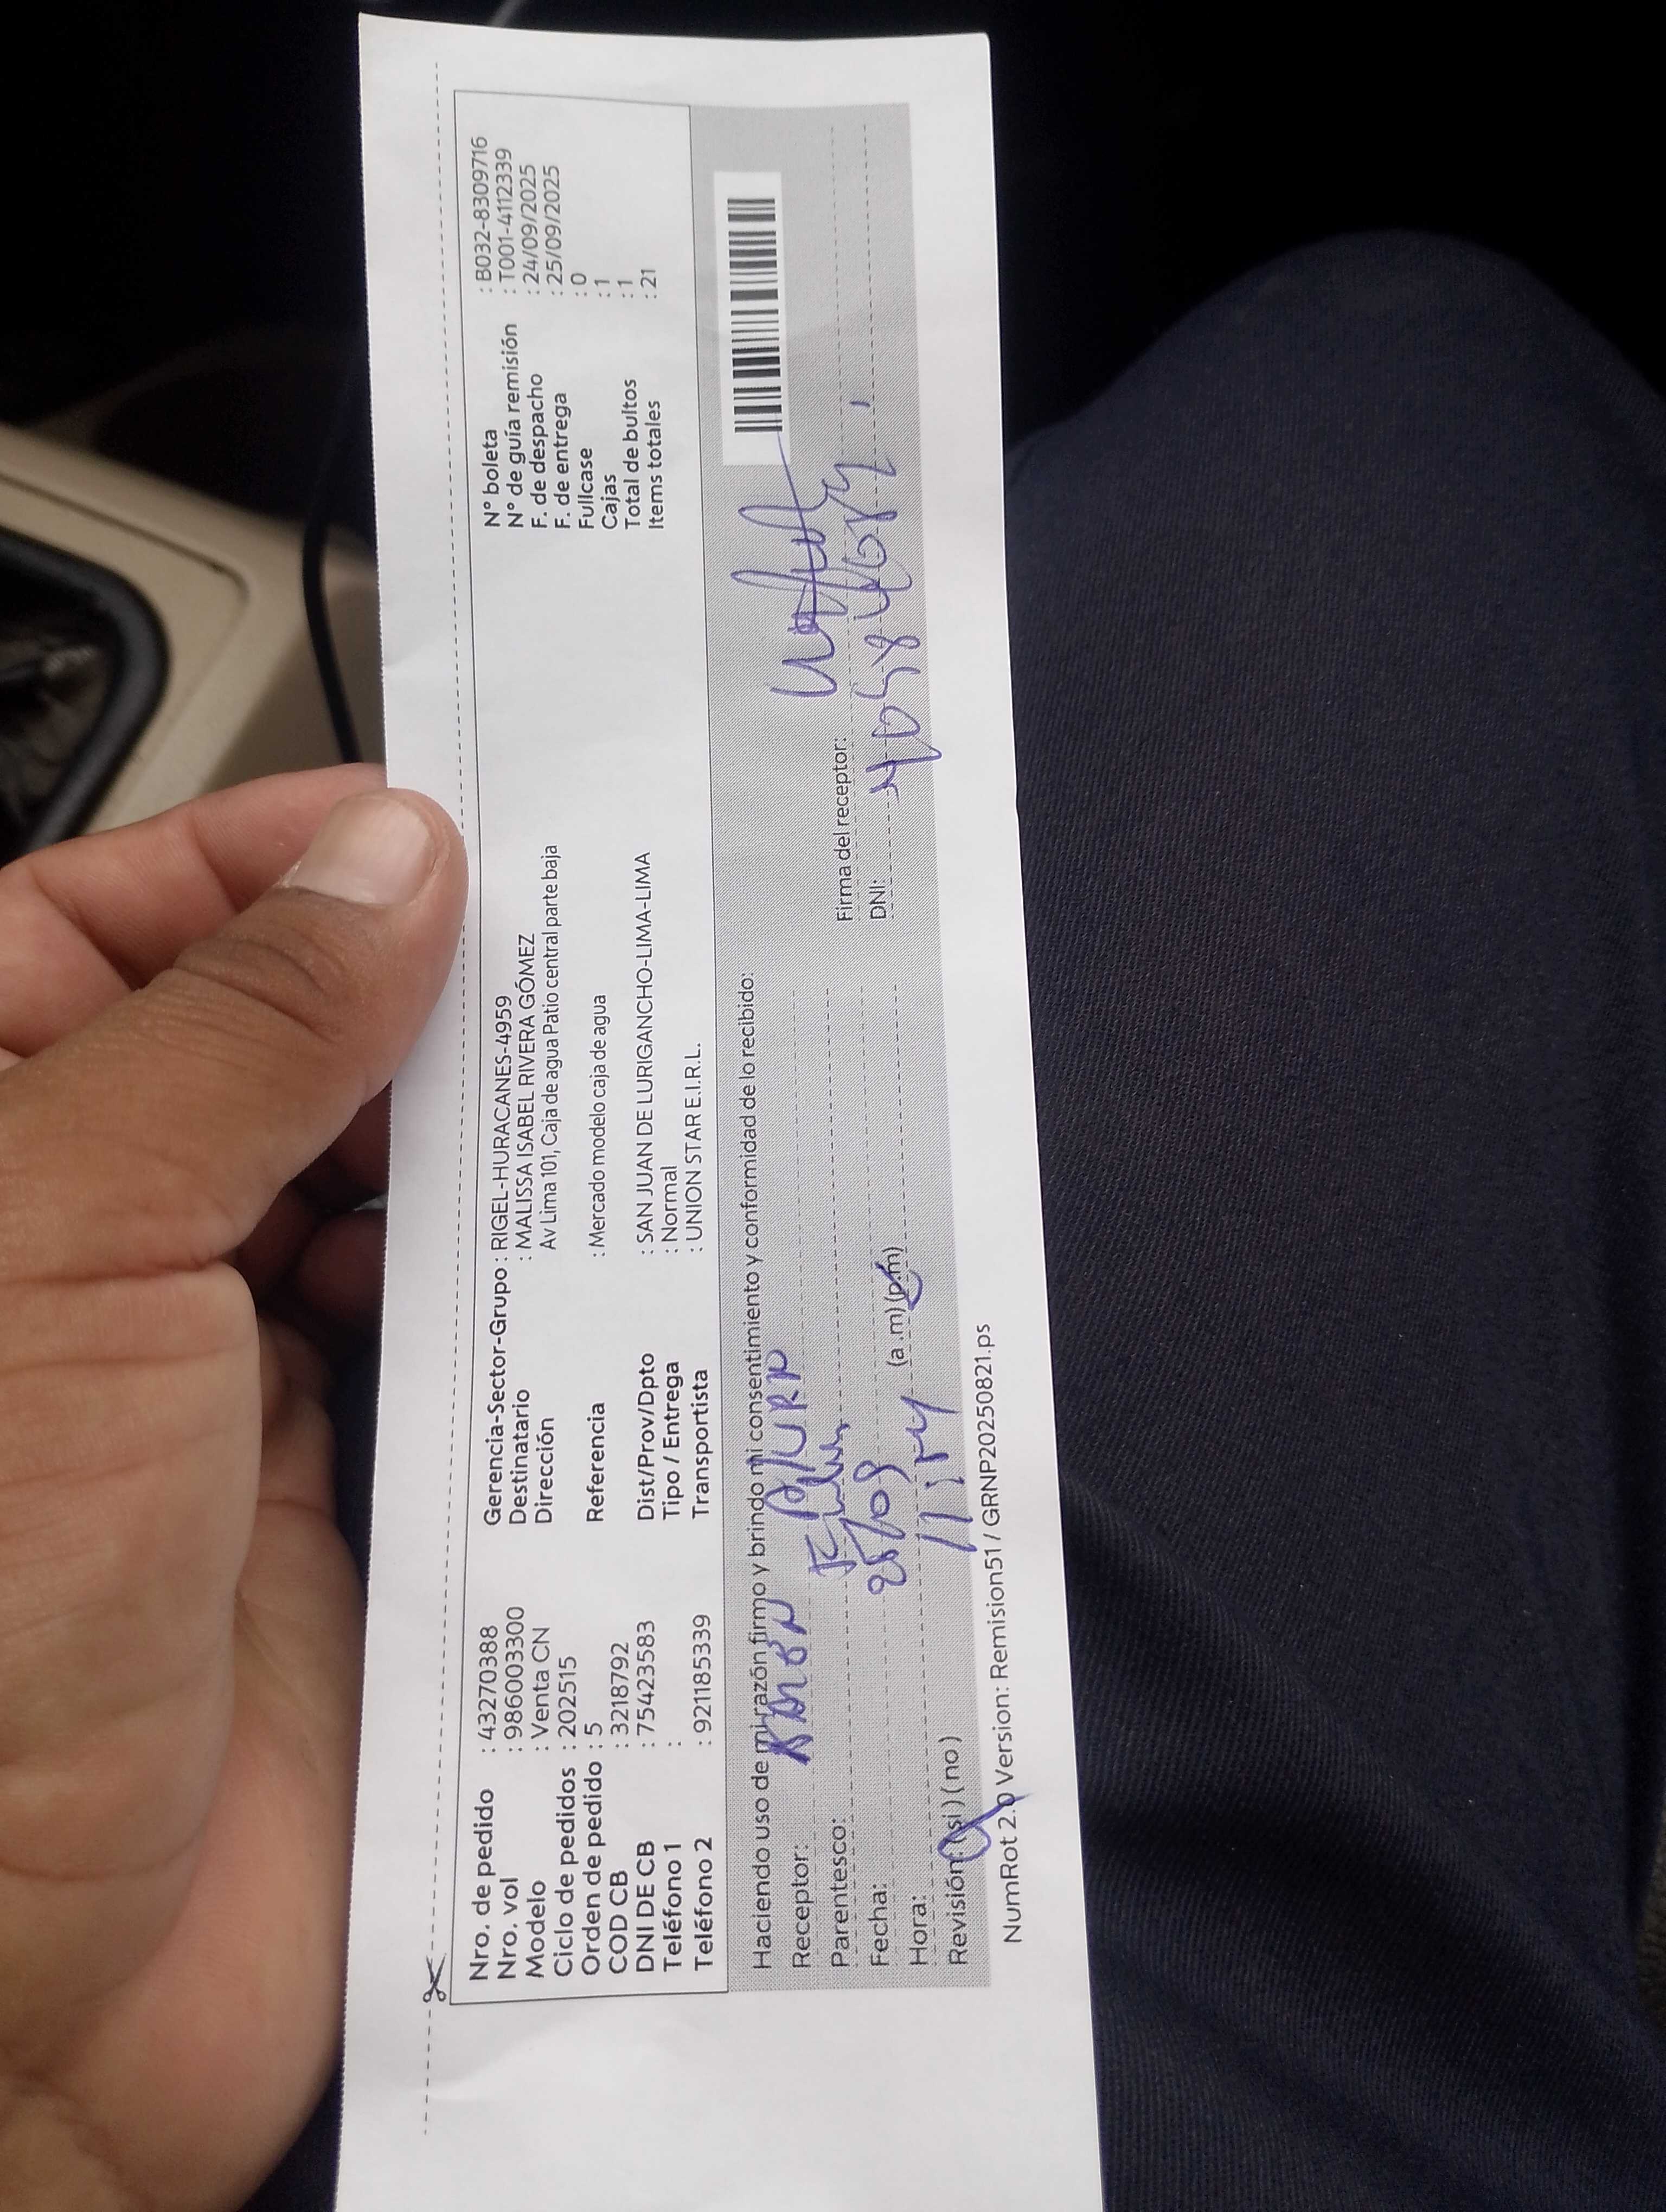 Nro. de pedido : 43270388
Nro. vol : 986003300
Modelo : Venta CN
Ciclo de pedidos : 202515
Orden de pedido : 5
COD CB : 3218792
DNI DE CB : 75423583
Teléfono 1 :
Teléfono 2 : 921185339
Gerencia-Sector-Grupo : RIGEL-HURACANES-4959
Destinatario : MALISSA ISABEL RIVERA GÓMEZ
Dirección Av Lima 101, Caja de agua Patio central parte baja
Referencia : Mercado modelo caja de agua
Dist/Prov/Dpto : SAN JUAN DE LURIGANCHO-LIMA-LIMA
Tipo / Entrega : Normal
Transportista : UNION STAR E.I.R.L.
N° boleta : B032-8309716
N° de guía remisión : T001-4112339
F. de despacho : 24/09/2025
F. de entrega : 25/09/2025
Fullcase : 0
Cajas : 1
Total de bultos : 1
Items totales : 21
Haciendo uso de mi razón firmo y brindo mi consentimiento y conformidad de lo recibido:
Receptor:
Parentesco:
Fecha: 25/09
Hora: (a .m) (p.m)
Revisión: (si) (no)
Firma del receptor:
DNI:
NumRot 2.0 Version: Remision51 / GRNP20250821.ps